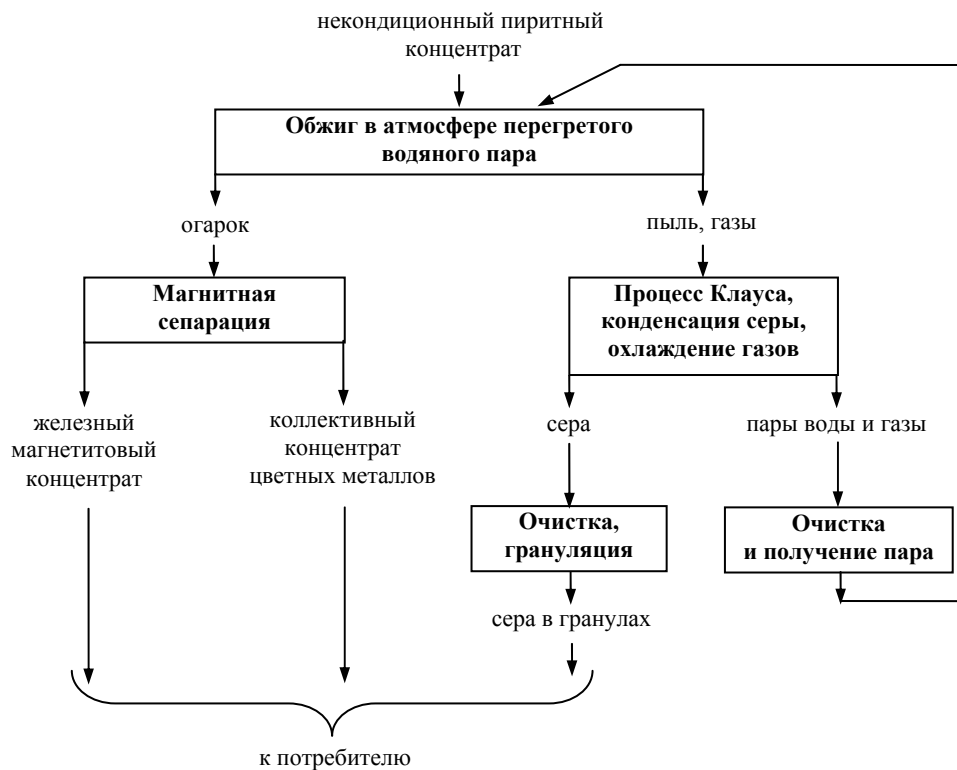 некондиционный пиритный
концентрат
Обжиг в атмосфере перегретого
водяного пара
огарок
пыль, газы
Магнитная
сепарация
Процесс Клауса,
конденсация серы,
охлаждение газов
железный
магнетитовый
концентрат
коллективный
концентрат
цветных металлов
сера
пары воды и газы
Очистка,
грануляция
Очистка
и получение пара
сера в гранулах
к потребителю